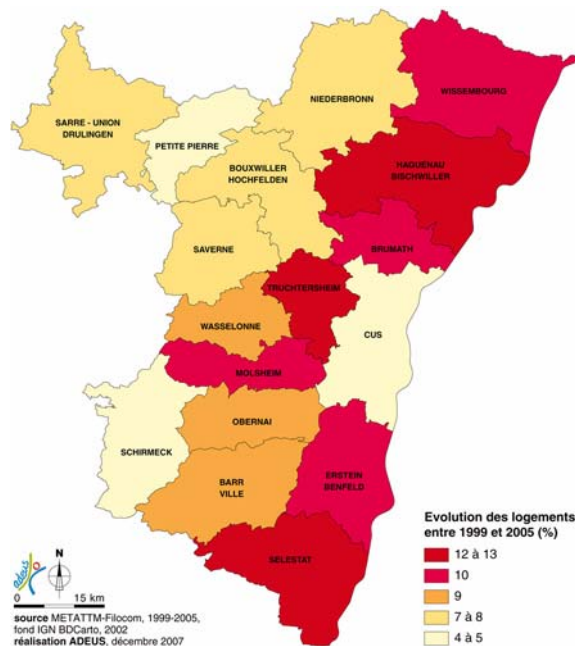 WISSEMBOURG
NIEDERBRONN
SARRE - UNION
DRULINGEN
PETITE PIERRE
HAGUENAU
BISCHWILLER
BOUXWILLER
HOCHFELDEN
SAVERNE
BRUMATH
TRUCHTERSHEIM
WASSELONNE
CUS
MOLSHEIM
OBERNAI
SCHIRMECK
BARR
VILLE
ERSTEIN
BENFELD
SELESTAT
Evolution des logements
entre 1999 et 2005 (%)
12 à 13
10
9
7 à 8
4 à 5
adeus
N
0 15 km
source METATTM-Filocom, 1999-2005,
fond IGN BDCarto, 2002
réalisation ADEUS, décembre 2007